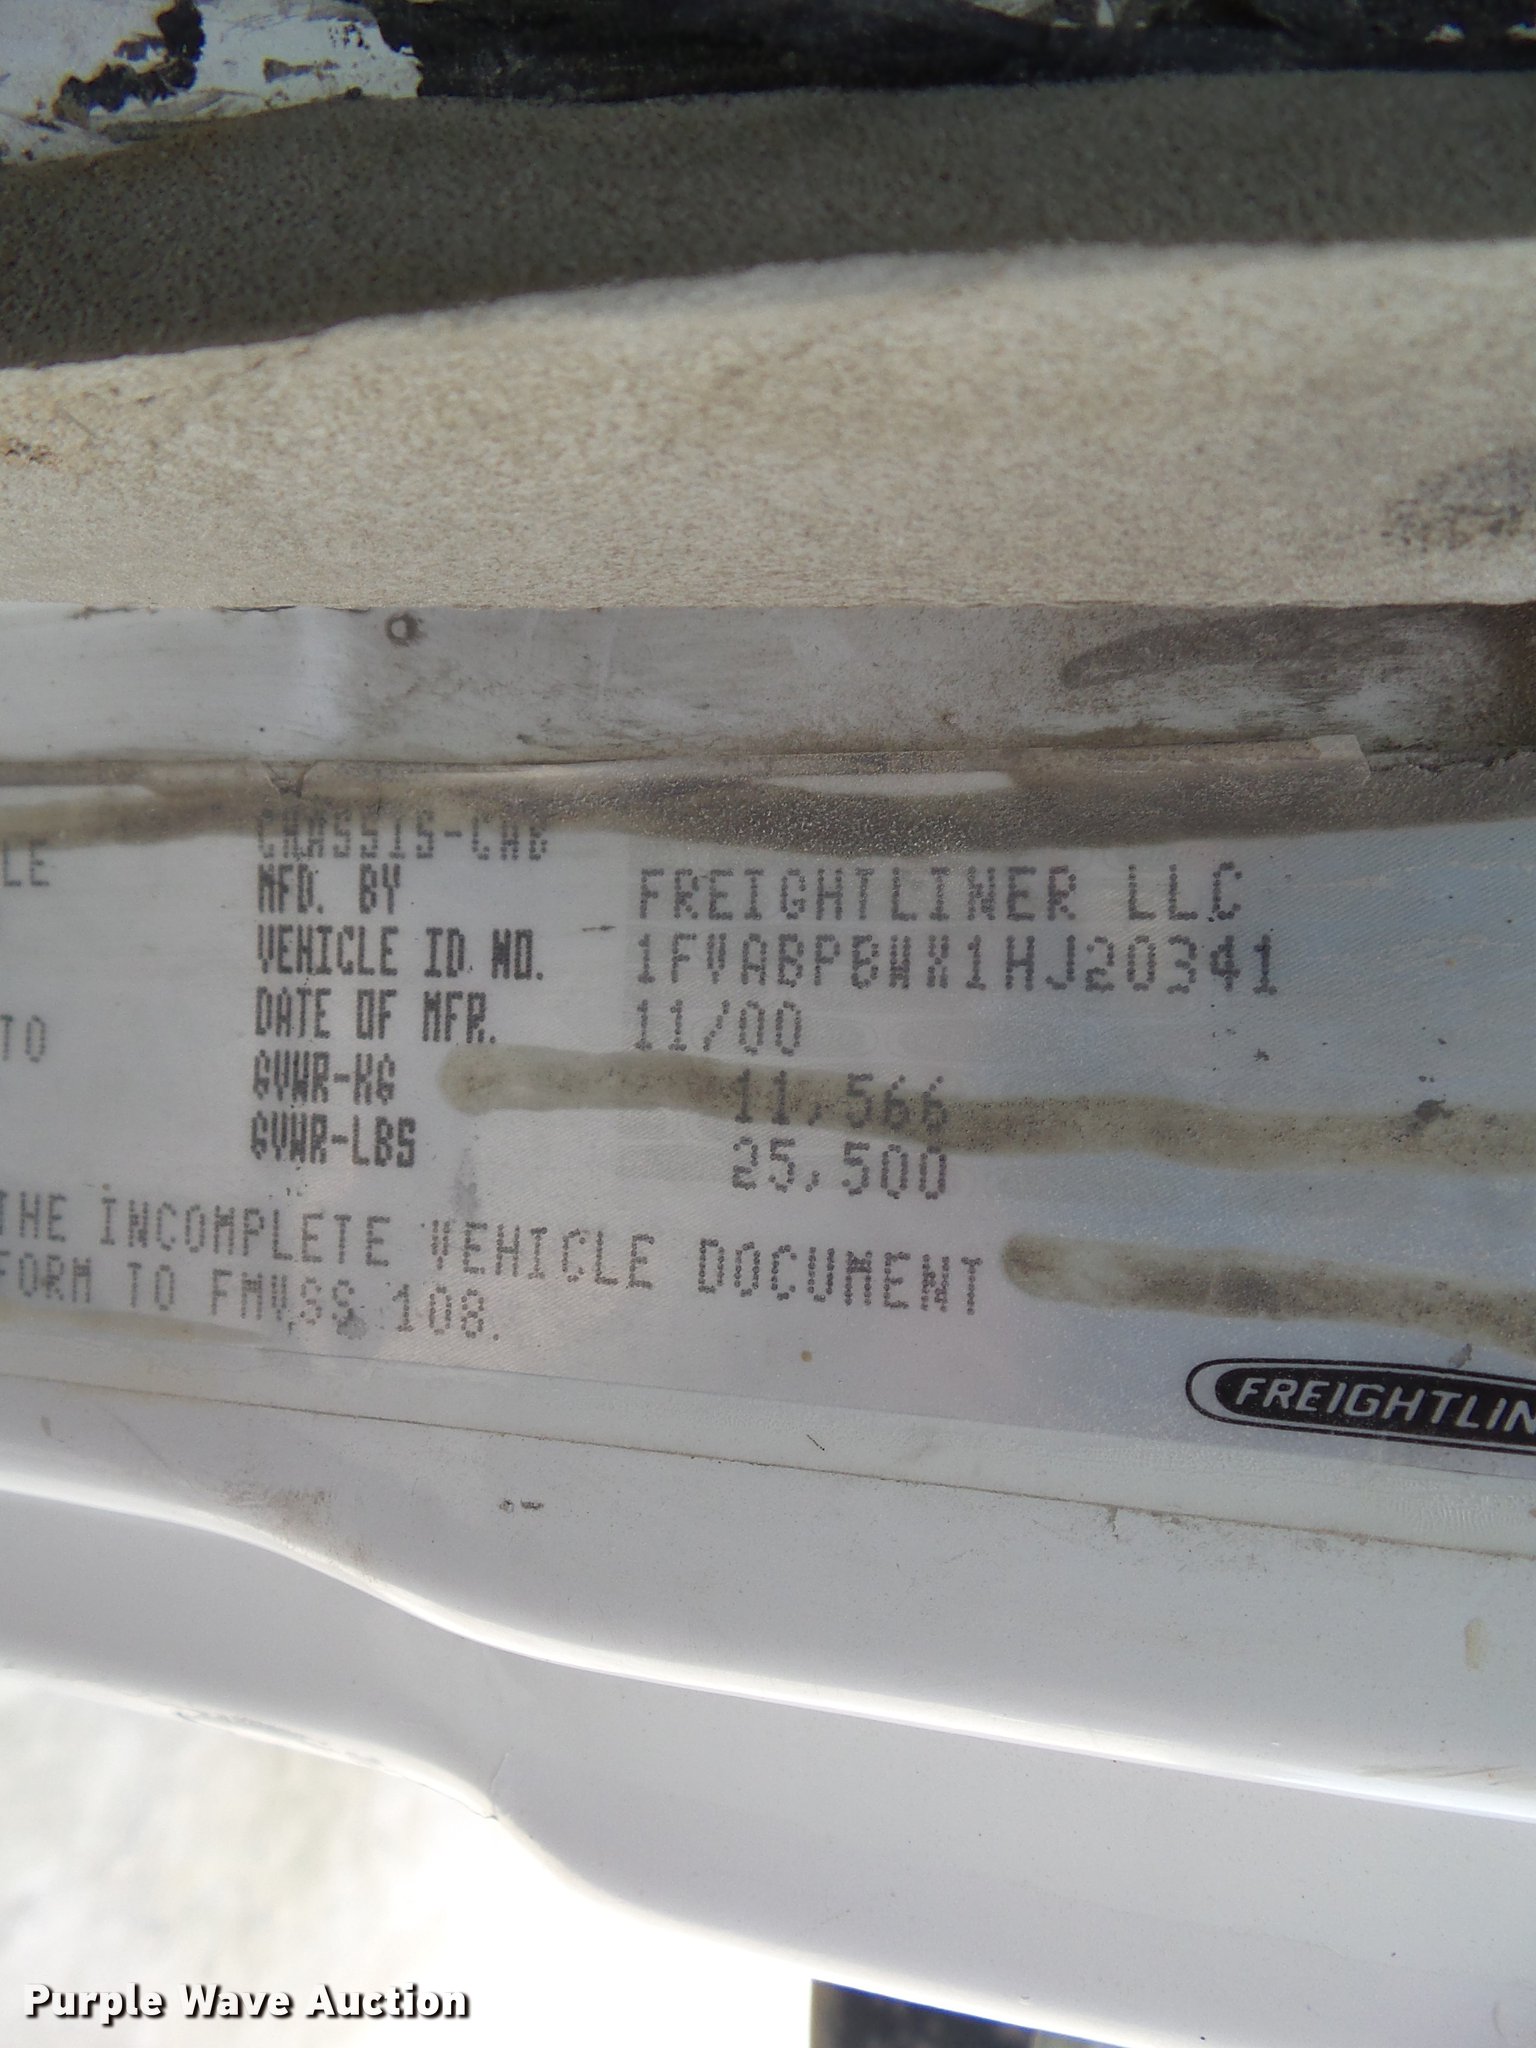 LE
CHASSIS-CAB
MFD. BY FREIGHTLINER LLC
VEHICLE ID NO. - 1FVABPBWX1HJ20341
DATE OF MFR. 11/00
TO
GVWR-KG 11,566
GVWR-LBS 25,500
THE INCOMPLETE VEHICLE DOCUMENT
FORM TO FMVSS 108.
FREIGHTLIN
Purple Wave Auction